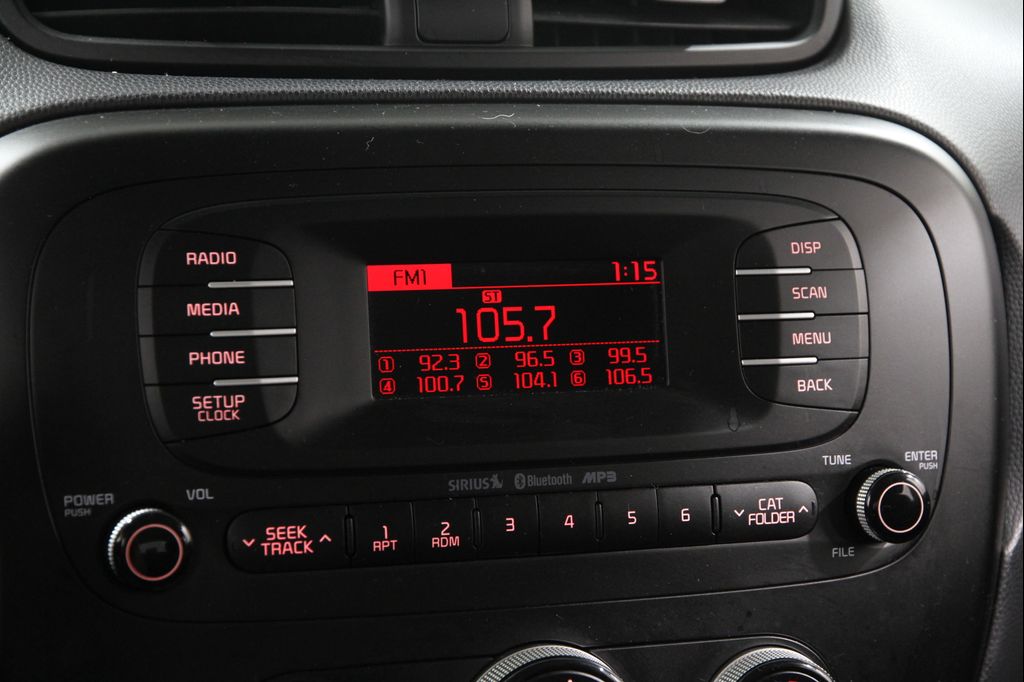 RADIO
MEDIA
PHONE
SETUP
CLOCK
FM1
1:15
ST
105.7
1 92.3 2 96.5 3 99.5
4 100.7 5 104.1 6 106.5
DISP
SCAN
MENU
BACK
SIRIUS Bluetooth MP3
TUNE
ENTER
PUSH
POWER
PUSH
VOL
SEEK
TRACK
1
RPT
2
RDM
3
4
5
6
CAT
FOLDER
FILE